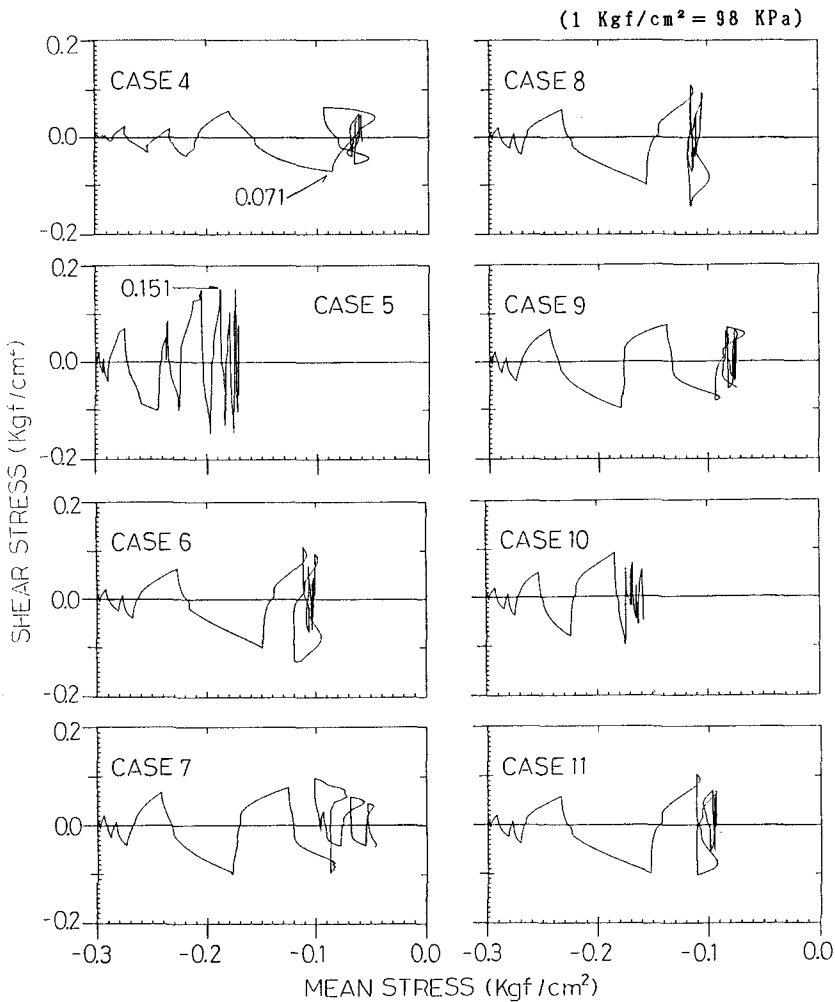 (1 Kgf/cm² = 98 KPa)
0.2
CASE 4
CASE 8
0.0
0.071
-0.2
0.2
0.151
CASE 5
CASE 9
0.0
-0.2
0.2
CASE 6
CASE 10
0.0
-0.2
0.2
CASE 7
CASE 11
0.0
-0.2
-0.3
-0.2
-0.1
0.0
-0.3
-0.2
-0.1
0.0
SHEAR STRESS (Kgf/cm²)
MEAN STRESS (Kgf/cm²)